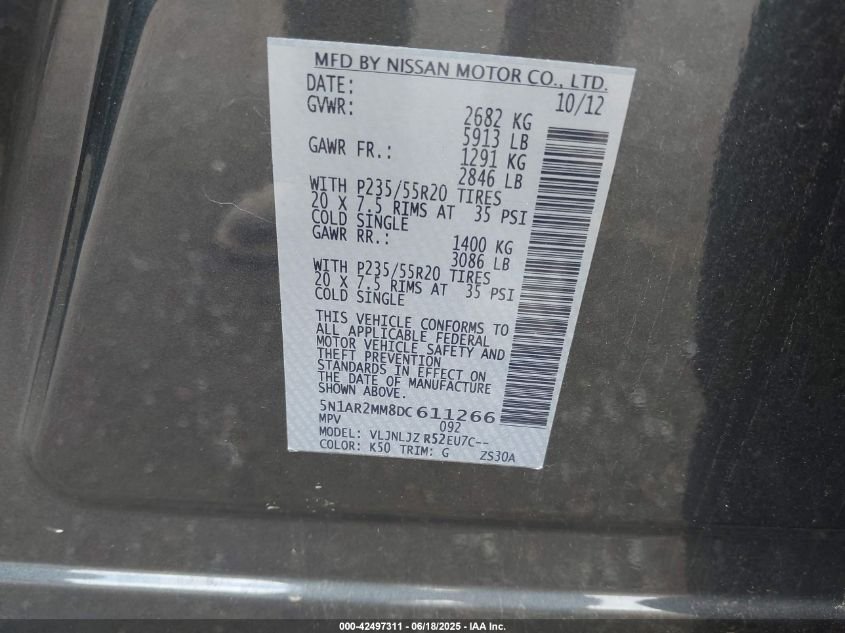 MFD BY NISSAN MOTOR CO., LTD.
DATE: 10/12
GVWR: 2682 KG
5913 LB
GAWR FR.: 1291 KG
2846 LB
WITH P235/55R20 TIRES
20 X 7.5 RIMS AT 35 PSI
COLD SINGLE
GAWR RR.: 1400 KG
3086 LB
WITH P235/55R20 TIRES
20 X 7.5 RIMS AT 35 PSI
COLD SINGLE
THIS VEHICLE CONFORMS TO
ALL APPLICABLE FEDERAL
MOTOR VEHICLE SAFETY AND
THEFT PREVENTION
STANDARDS IN EFFECT ON
THE DATE OF MANUFACTURE
SHOWN ABOVE.
5N1AR2MM8DC611266
MPV 092
MODEL: VLJNLJZ R52EU7C--
COLOR: K50 TRIM: G ZS30A
000-42497311 - 06/18/2025 - IAA Inc.